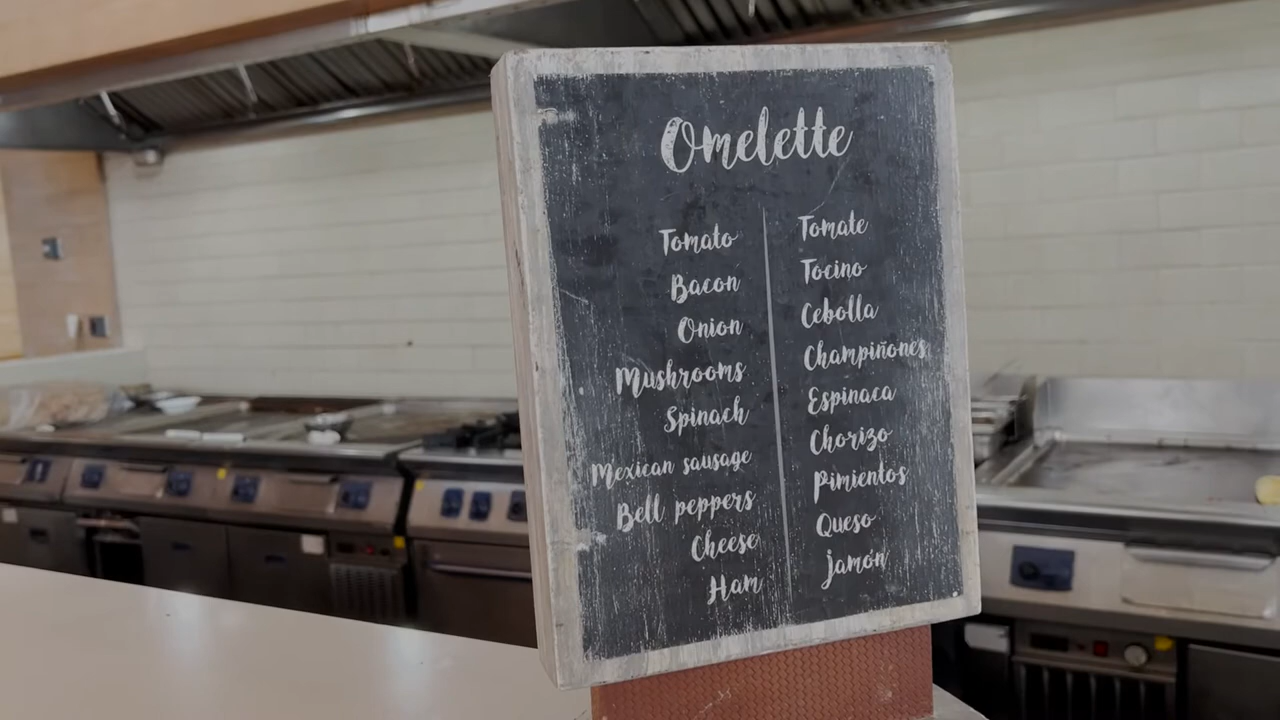 Omelette
Tomato
Bacon
Onion
Mushrooms
Spinach
Mexican sausage
Bell peppers
Cheese
Ham
Tomate
Tocino
Cebolla
Champiñones
Espinaca
Chorizo
Pimientos
Queso
Jamón